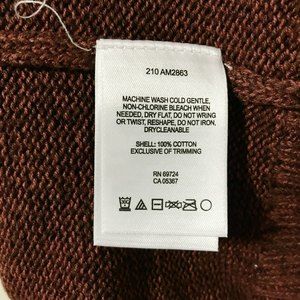 210 AM2863
MACHINE WASH COLD GENTLE,
NON-CHLORINE BLEACH WHEN
NEEDED, DRY FLAT, DO NOT WRING
OR TWIST, RESHAPE, DO NOT IRON,
DRYCLEANABLE
SHELL: 100% COTTON
EXCLUSIVE OF TRIMMING
RN 69724
CA 05367